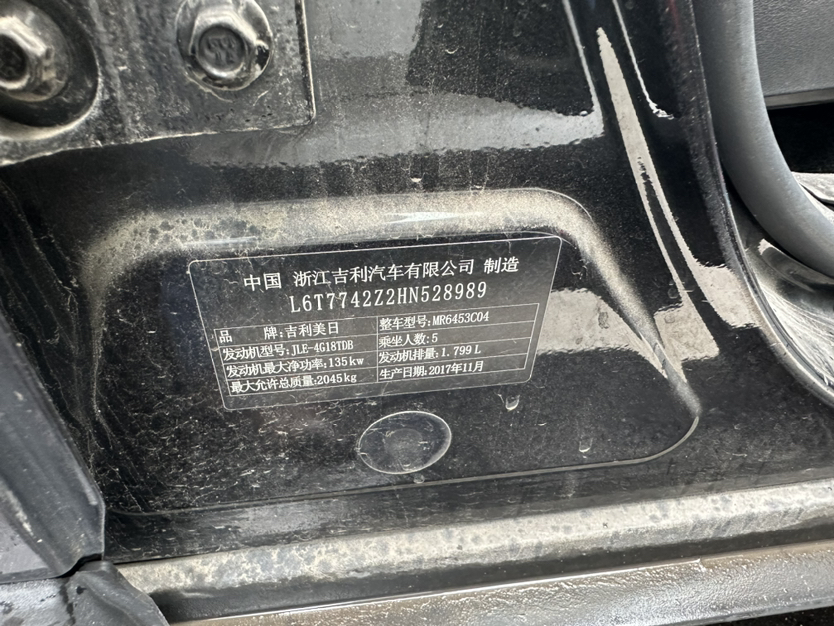 中国 浙江吉利汽车有限公司 制造
L6T7742Z2HN528989
品 牌:吉利美日 整车型号:MR6453C04
发动机型号:JLE-4G18TDB 乘坐人数:5
发动机最大净功率:135kw 发动机排量:1.799L
最大允许总质量:2045kg 生产日期:2017年11月